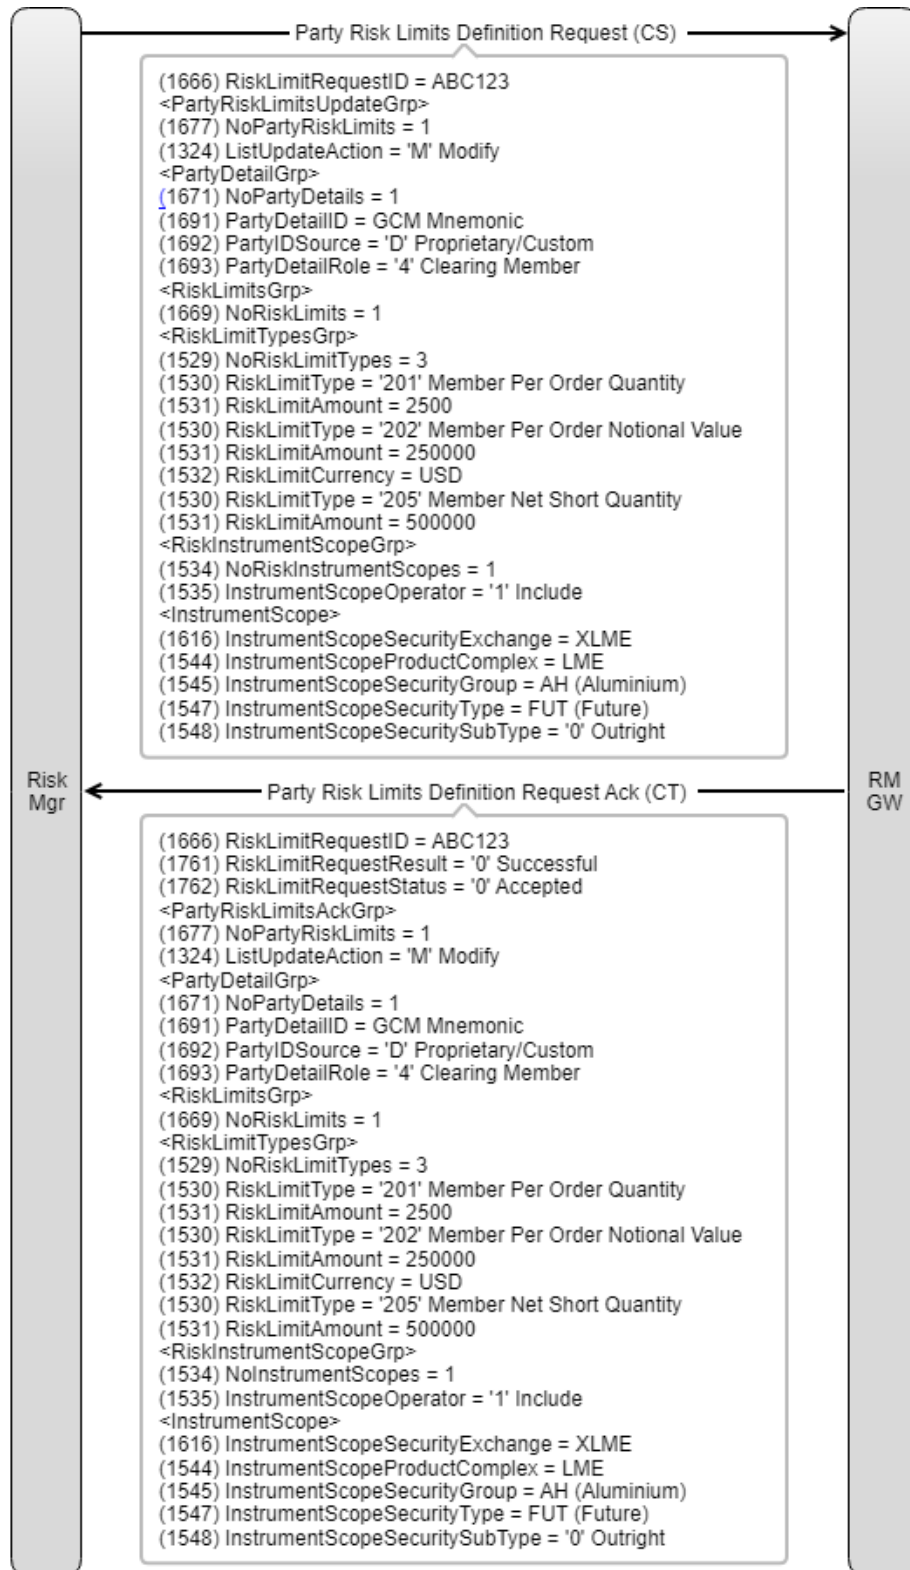 Party Risk Limits Definition Request (CS)
(1666) RiskLimitRequestID = ABC123
<PartyRiskLimitsUpdateGrp>
(1677) NoPartyRiskLimits = 1
(1324) ListUpdateAction = 'M' Modify
<PartyDetailGrp>
(1671) NoPartyDetails = 1
(1691) PartyDetailID = GCM Mnemonic
(1692) PartyIDSource = 'D' Proprietary/Custom
(1693) PartyDetailRole = '4' Clearing Member
<RiskLimitsGrp>
(1669) NoRiskLimits = 1
<RiskLimitTypesGrp>
(1529) NoRiskLimitTypes = 3
(1530) RiskLimitType = '201' Member Per Order Quantity
(1531) RiskLimitAmount = 2500
(1530) RiskLimitType = '202' Member Per Order Notional Value
(1531) RiskLimitAmount = 250000
(1532) RiskLimitCurrency = USD
(1530) RiskLimitType = '205' Member Net Short Quantity
(1531) RiskLimitAmount = 500000
<RiskInstrumentScopeGrp>
(1534) NoRiskInstrumentScopes = 1
(1535) InstrumentScopeOperator = '1' Include
<InstrumentScope>
(1616) InstrumentScopeSecurityExchange = XLME
(1544) InstrumentScopeProductComplex = LME
(1545) InstrumentScopeSecurityGroup = AH (Aluminium)
(1547) InstrumentScopeSecurityType = FUT (Future)
(1548) InstrumentScopeSecuritySubType = '0' Outright
Risk
Mgr
Party Risk Limits Definition Request Ack (CT)
RM
GW
(1666) RiskLimitRequestID = ABC123
(1761) RiskLimitRequestResult = '0' Successful
(1762) RiskLimitRequestStatus = '0' Accepted
<PartyRiskLimitsAckGrp>
(1677) NoPartyRiskLimits = 1
(1324) ListUpdateAction = 'M' Modify
<PartyDetailGrp>
(1671) NoPartyDetails = 1
(1691) PartyDetailID = GCM Mnemonic
(1692) PartyIDSource = 'D' Proprietary/Custom
(1693) PartyDetailRole = '4' Clearing Member
<RiskLimitsGrp>
(1669) NoRiskLimits = 1
<RiskLimitTypesGrp>
(1529) NoRiskLimitTypes = 3
(1530) RiskLimitType = '201' Member Per Order Quantity
(1531) RiskLimitAmount = 2500
(1530) RiskLimitType = '202' Member Per Order Notional Value
(1531) RiskLimitAmount = 250000
(1532) RiskLimitCurrency = USD
(1530) RiskLimitType = '205' Member Net Short Quantity
(1531) RiskLimitAmount = 500000
<RiskInstrumentScopeGrp>
(1534) NoInstrumentScopes = 1
(1535) InstrumentScopeOperator = '1' Include
<InstrumentScope>
(1616) InstrumentScopeSecurityExchange = XLME
(1544) InstrumentScopeProductComplex = LME
(1545) InstrumentScopeSecurityGroup = AH (Aluminium)
(1547) InstrumentScopeSecurityType = FUT (Future)
(1548) InstrumentScopeSecuritySubType = '0' Outright